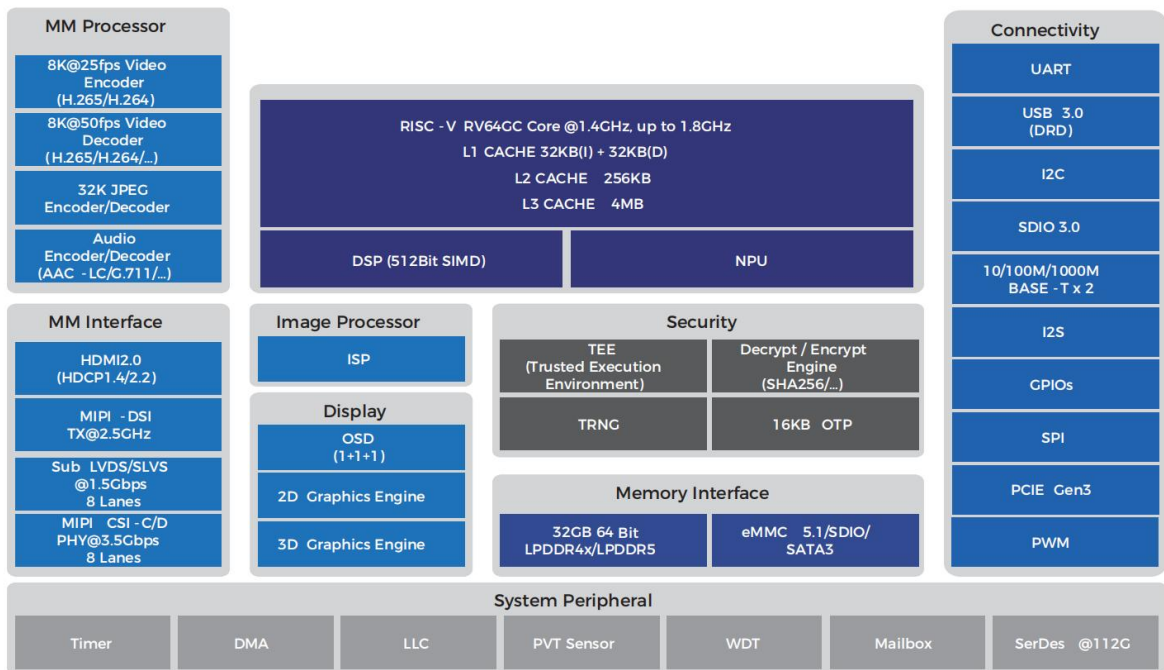 MM Processor
8K@25fps Video
Encoder
(H.265/H.264)
8K@50fps Video
Decoder
(H.265/H.264/...)
32K JPEG
Encoder/Decoder
Audio
Encoder/Decoder
(AAC -LC/G.711/...)
RISC -V RV64GC Core @1.4GHz, up to 1.8GHz
L1 CACHE 32KB(I) + 32KB(D)
L2 CACHE 256KB
L3 CACHE 4MB
DSP (512Bit SIMD)
NPU
MM Interface
HDMI2.0
(HDCP1.4/2.2)
MIPI -DSI
TX@2.5GHz
Sub LVDS/SLVS
@1.5Gbps
8 Lanes
MIPI CSI -C/D
PHY@3.5Gbps
8 Lanes
Image Processor
ISP
Display
OSD
(1+1+1)
2D Graphics Engine
3D Graphics Engine
Security
TEE
(Trusted Execution
Environment)
Decrypt / Encrypt
Engine
(SHA256/...)
TRNG
16KB OTP
Memory Interface
32GB 64 Bit
LPDDR4x/LPDDR5
eMMC 5.1/SDIO/
SATA3
Connectivity
UART
USB 3.0
(DRD)
I2C
SDIO 3.0
10/100M/1000M
BASE -T x 2
I2S
GPIOs
SPI
PCIE Gen3
PWM
System Peripheral
Timer
DMA
LLC
PVT Sensor
WDT
Mailbox
SerDes @112G